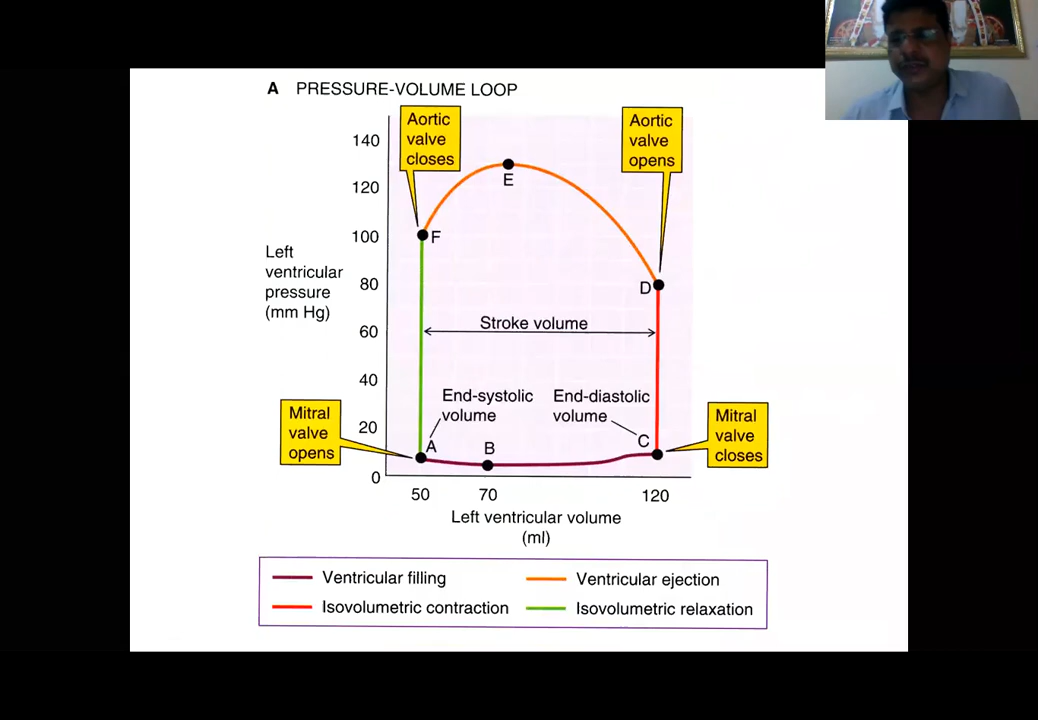 A PRESSURE-VOLUME LOOP
Aortic
valve
closes
Aortic
valve
opens
140
120
100
80
60
40
20
0
Left
ventricular
pressure
(mm Hg)
E
F
D
Stroke volume
End-systolic
volume
End-diastolic
volume
Mitral
valve
opens
A
B
C
Mitral
valve
closes
50 70 120
Left ventricular volume
(ml)
Ventricular filling
Ventricular ejection
Isovolumetric contraction
Isovolumetric relaxation